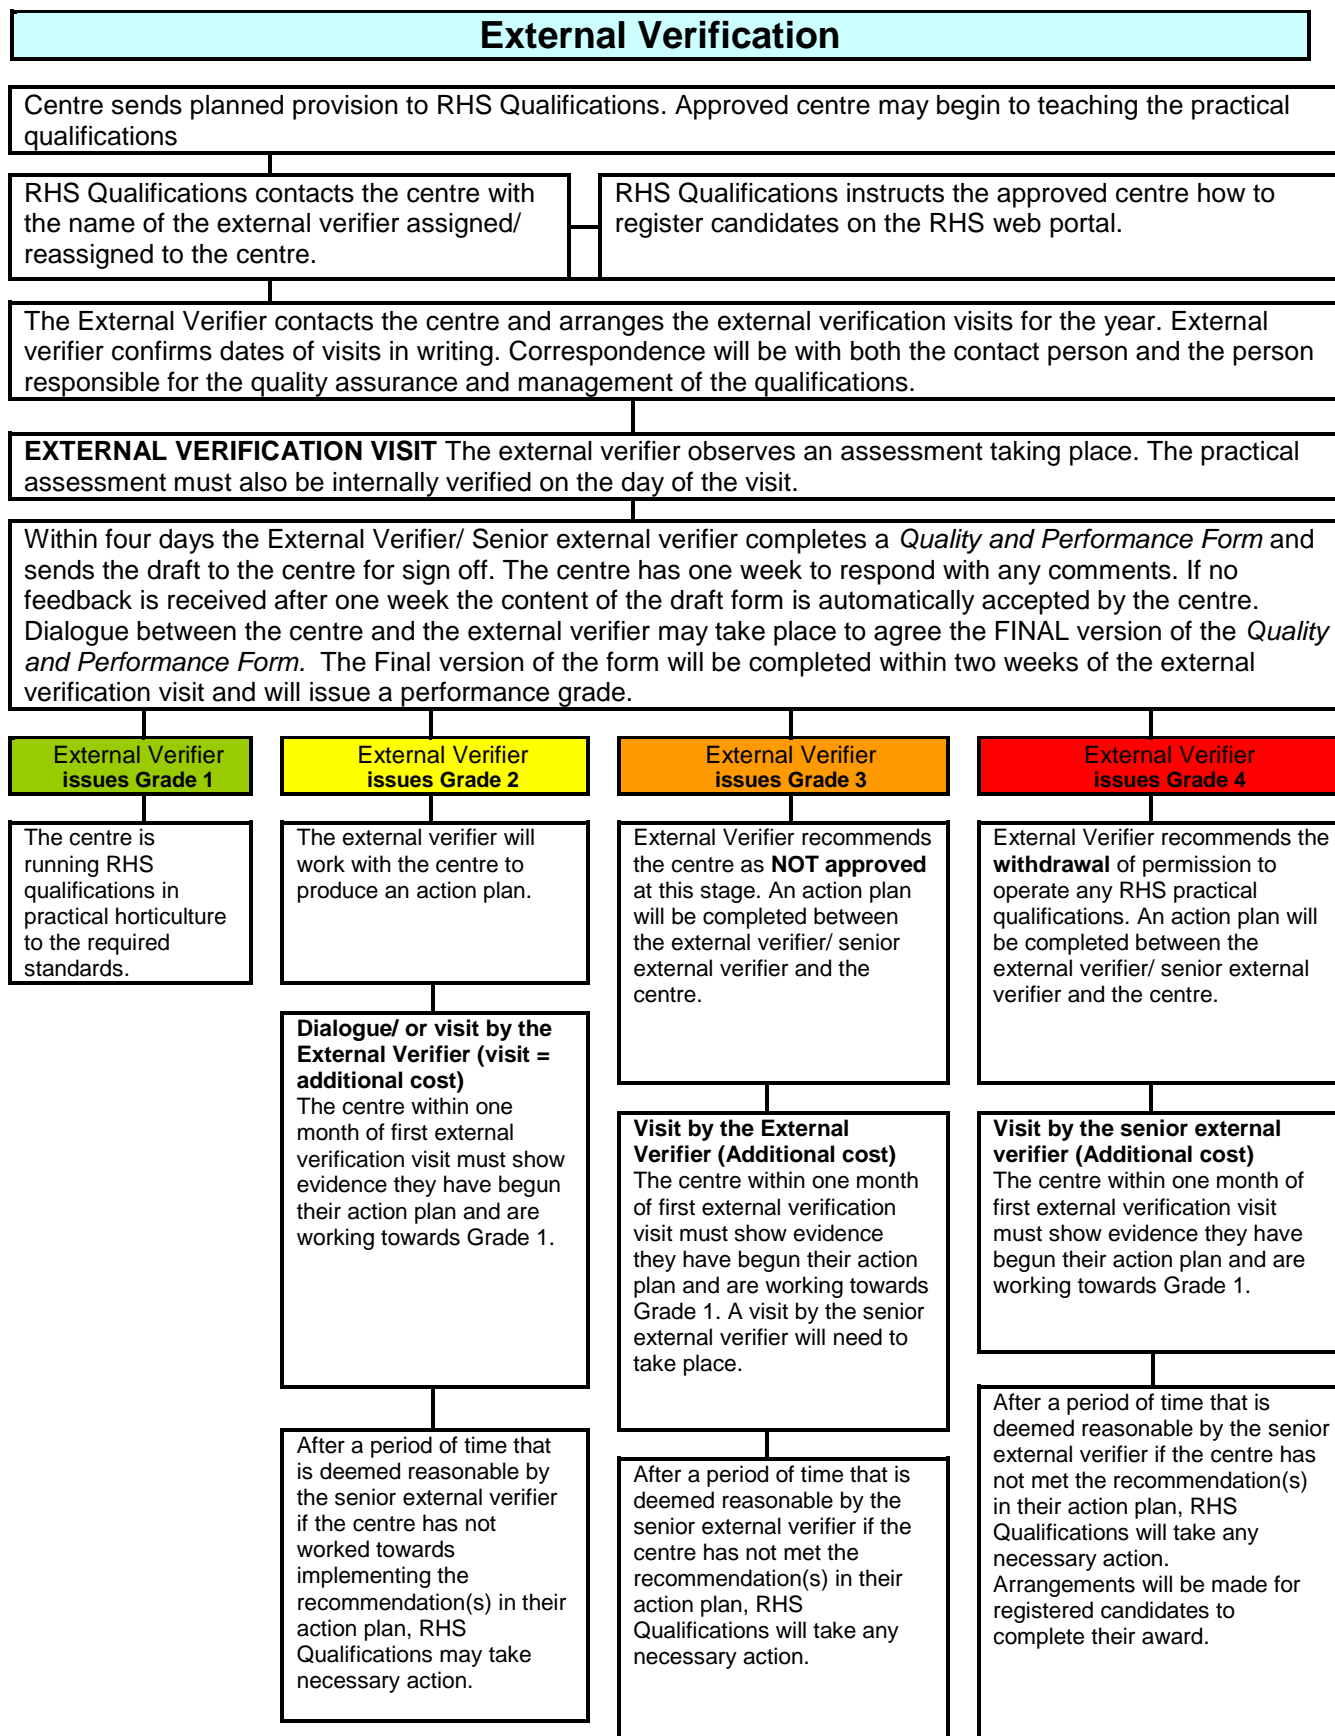 External Verification
Centre sends planned provision to RHS Qualifications. Approved centre may begin to teaching the practical
qualifications
RHS Qualifications contacts the centre with
the name of the external verifier assigned/
reassigned to the centre.
RHS Qualifications instructs the approved centre how to
register candidates on the RHS web portal.
The External Verifier contacts the centre and arranges the external verification visits for the year. External
verifier confirms dates of visits in writing. Correspondence will be with both the contact person and the person
responsible for the quality assurance and management of the qualifications.
EXTERNAL VERIFICATION VISIT The external verifier observes an assessment taking place. The practical
assessment must also be internally verified on the day of the visit.
Within four days the External Verifier/ Senior external verifier completes a Quality and Performance Form and
sends the draft to the centre for sign off. The centre has one week to respond with any comments. If no
feedback is received after one week the content of the draft form is automatically accepted by the centre.
Dialogue between the centre and the external verifier may take place to agree the FINAL version of the Quality
and Performance Form. The Final version of the form will be completed within two weeks of the external
verification visit and will issue a performance grade.
External Verifier
issues Grade 1
The centre is
running RHS
qualifications in
practical horticulture
to the required
standards.
External Verifier
issues Grade 2
The external verifier will
work with the centre to
produce an action plan.
Dialogue/ or visit by the
External Verifier (visit =
additional cost)
The centre within one
month of first external
verification visit must show
evidence they have begun
their action plan and are
working towards Grade 1.
After a period of time that
is deemed reasonable by
the senior external verifier
if the centre has not
worked towards
implementing the
recommendation(s) in their
action plan, RHS
Qualifications may take
necessary action.
External Verifier
issues Grade 3
External Verifier recommends
the centre as NOT approved
at this stage. An action plan
will be completed between
the external verifier/ senior
external verifier and the
centre.
Visit by the External
Verifier (Additional cost)
The centre within one month
of first external verification
visit must show evidence
they have begun their action
plan and are working towards
Grade 1. A visit by the senior
external verifier will need to
take place.
After a period of time that is
deemed reasonable by the
senior external verifier if the
centre has not met the
recommendation(s) in their
action plan, RHS
Qualifications will take any
necessary action.
External Verifier
issues Grade 4
External Verifier recommends the
withdrawal of permission to
operate any RHS practical
qualifications. An action plan will
be completed between the
external verifier/ senior external
verifier and the centre.
Visit by the senior external
verifier (Additional cost)
The centre within one month of
first external verification visit
must show evidence they have
begun their action plan and are
working towards Grade 1.
After a period of time that is
deemed reasonable by the senior
external verifier if the centre has
not met the recommendation(s)
in their action plan, RHS
Qualifications will take any
necessary action.
Arrangements will be made for
registered candidates to
complete their award.